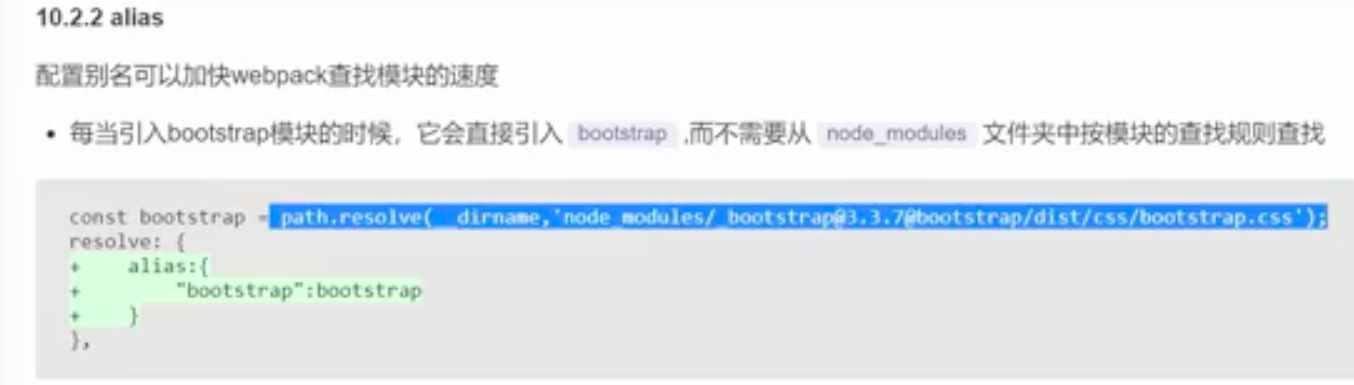 10.2.2 alias
配置别名可以加快webpack查找模块的速度
• 每当引入bootstrap模块的时候，它会直接引入 bootstrap ,而不需要从 node_modules 文件夹中按模块的查找规则查找
const bootstrap = path.resolve(__dirname,'node_modules/_bootstrap@3.3.7@bootstrap/dist/css/bootstrap.css');
resolve: {
+    alias:{
+        "bootstrap":bootstrap
+    }
},